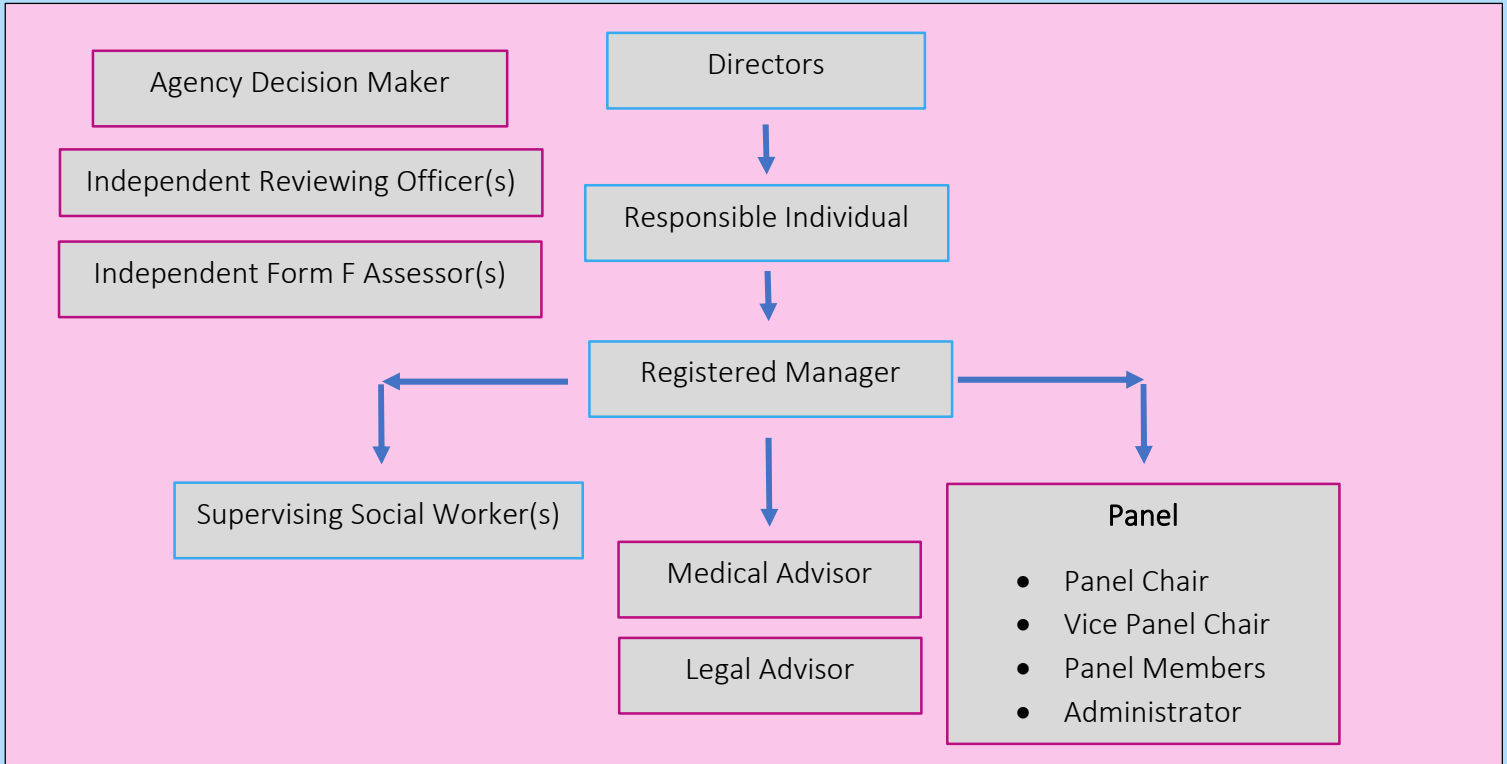 Agency Decision Maker
Directors
Independent Reviewing Officer(s)
Responsible Individual
Independent Form F Assessor(s)
Registered Manager
Supervising Social Worker(s)
Medical Advisor
Legal Advisor
Panel
• Panel Chair
• Vice Panel Chair
• Panel Members
• Administrator